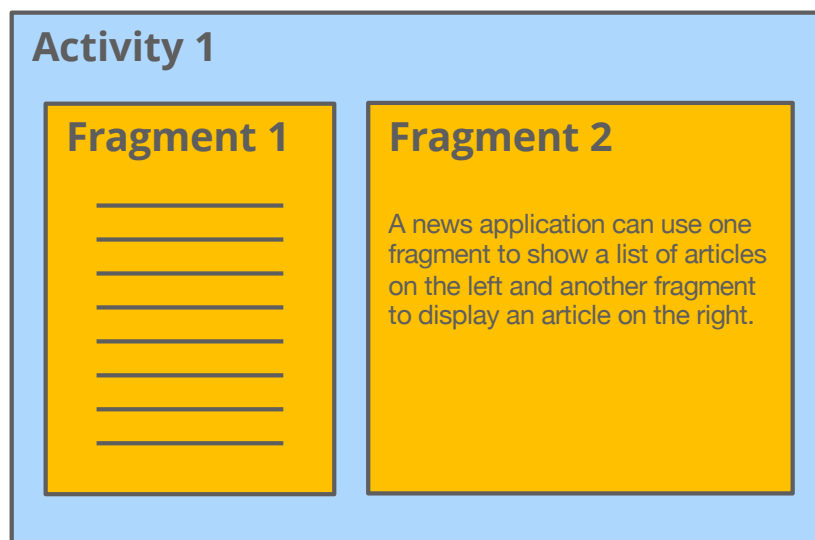 Activity 1
Fragment 1
Fragment 2
A news application can use one
fragment to show a list of articles
on the left and another fragment
to display an article on the right.